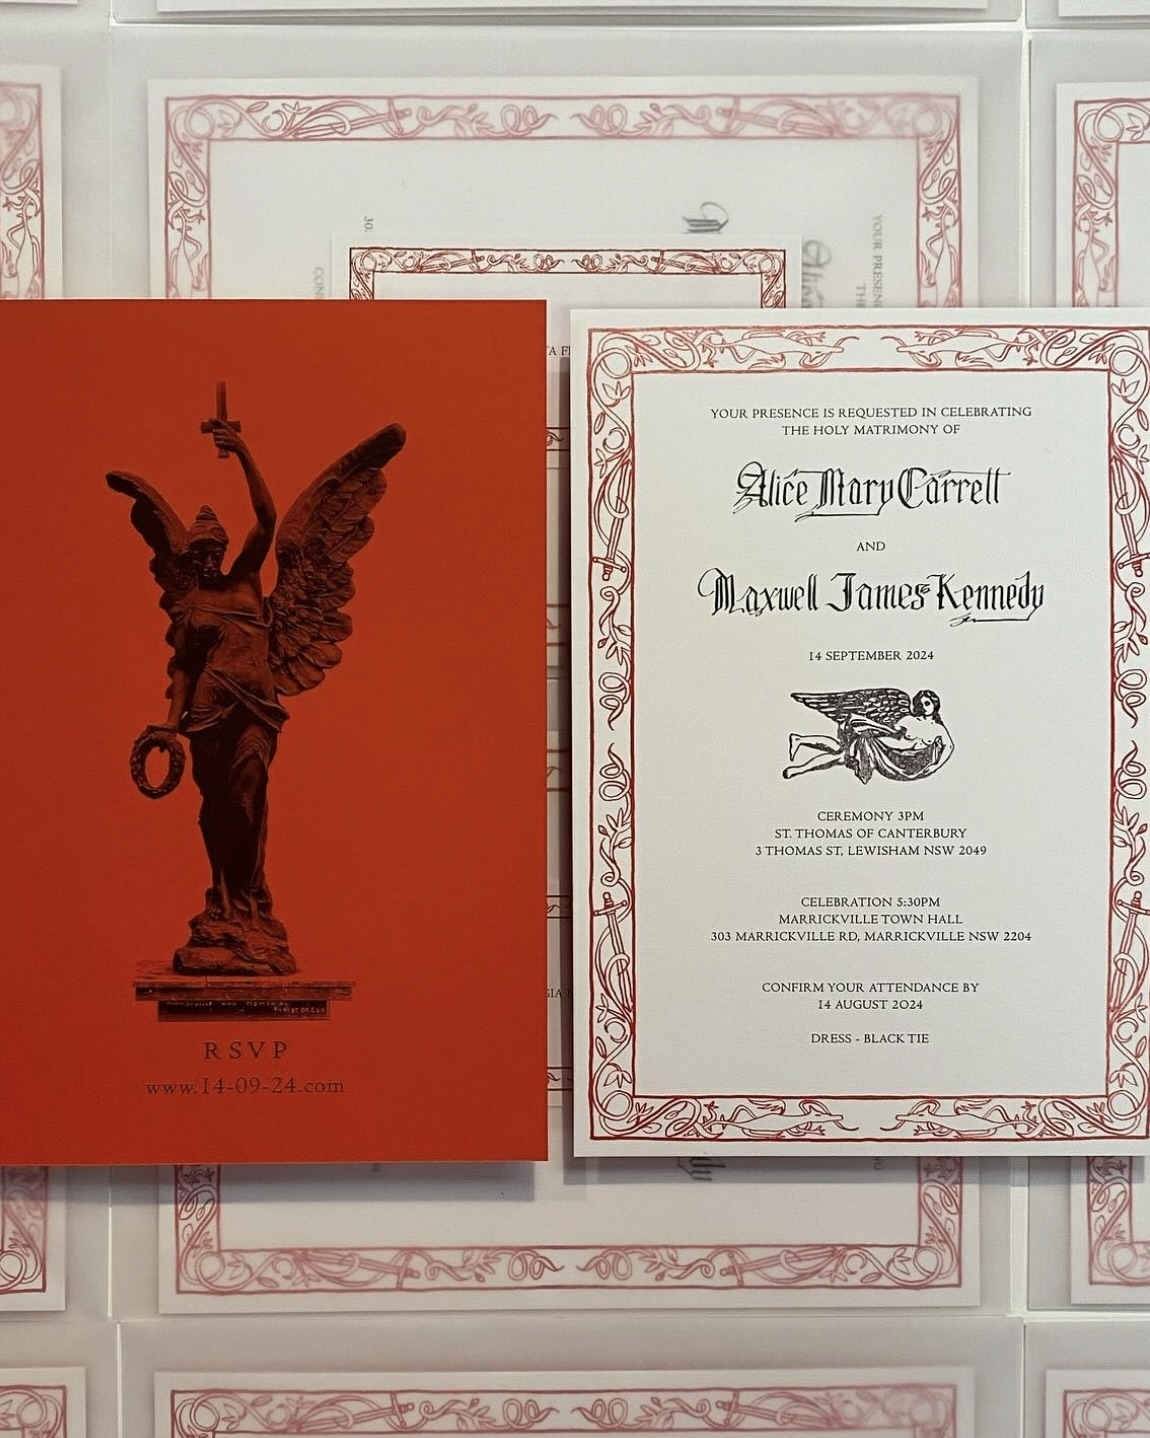 RSVP
www.14-09-24.com
YOUR PRESENCE IS REQUESTED IN CELEBRATING
THE HOLY MATRIMONY OF
Alice Mary Carrett
AND
Maxwell James Kennedy
14 SEPTEMBER 2024
CEREMONY 3PM
ST. THOMAS OF CANTERBURY
3 THOMAS ST, LEWISHAM NSW 2049
CELEBRATION 5:30PM
MARRICKVILLE TOWN HALL
303 MARRICKVILLE RD, MARRICKVILLE NSW 2204
CONFIRM YOUR ATTENDANCE BY
14 AUGUST 2024
DRESS - BLACK TIE